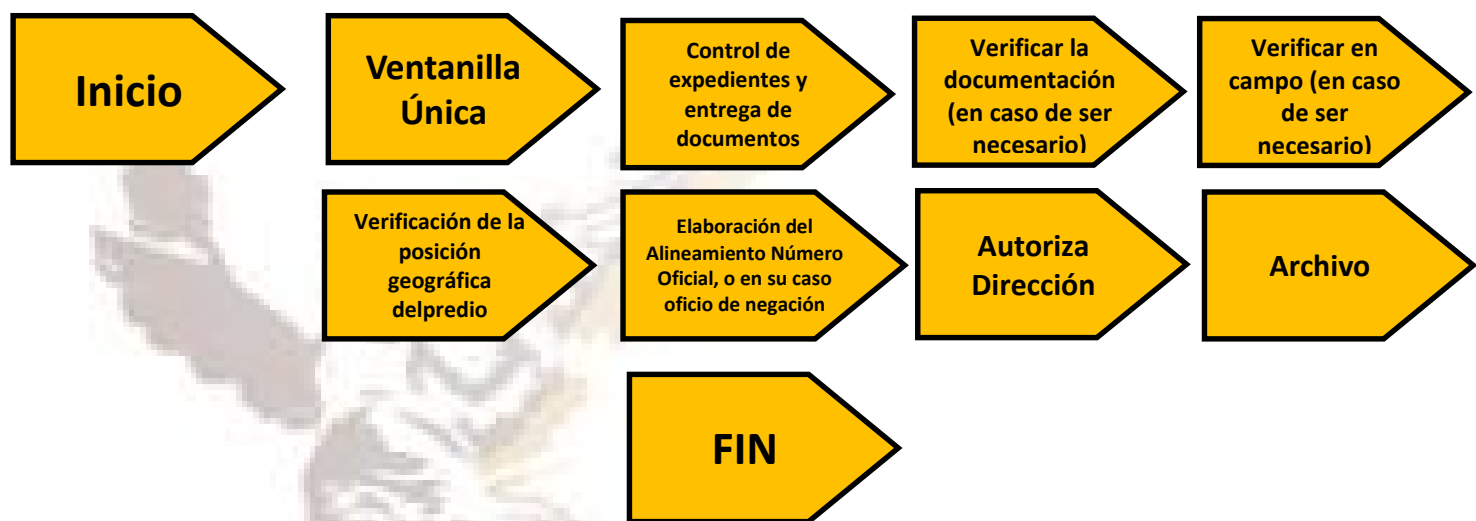 Inicio
Ventanilla
Única
Control de
expedientes y
entrega de
documentos
Verificar la
documentación
(en caso de ser
necesario)
Verificar en
campo (en caso
de ser
necesario)
Verificación de la
posición
geográfica
delpredio
Elaboración del
Alineamiento Número
Oficial, o en su caso
oficio de negación
Autoriza
Dirección
Archivo
FIN